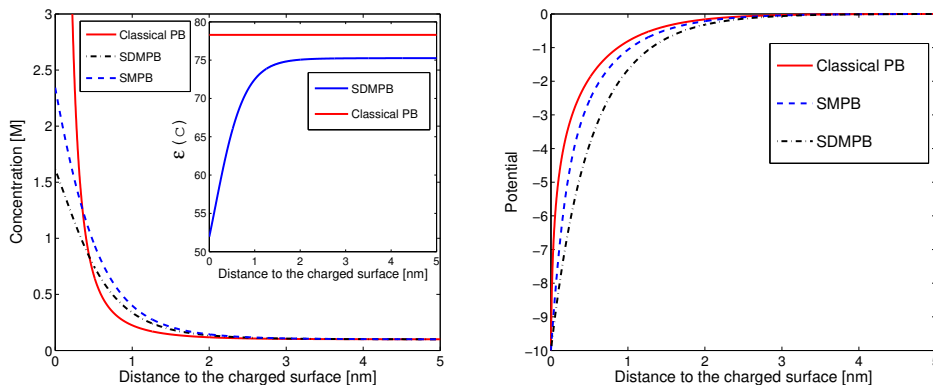 3
2.5
2
1.5
1
0.5
0
Concentration [M]
Classical PB
SDMPB
SMPB
80
75
70
65
60
55
50
ε (c)
SDMPB
Classical PB
0 1 2 3 4 5
Distance to the charged surface [nm]
0 1 2 3 4 5
Distance to the charged surface [nm]
0
−1
−2
−3
−4
−5
−6
−7
−8
−9
−10
Potential
Classical PB
SMPB
SDMPB
0 1 2 3 4 5
Distance to the charged surface [nm]